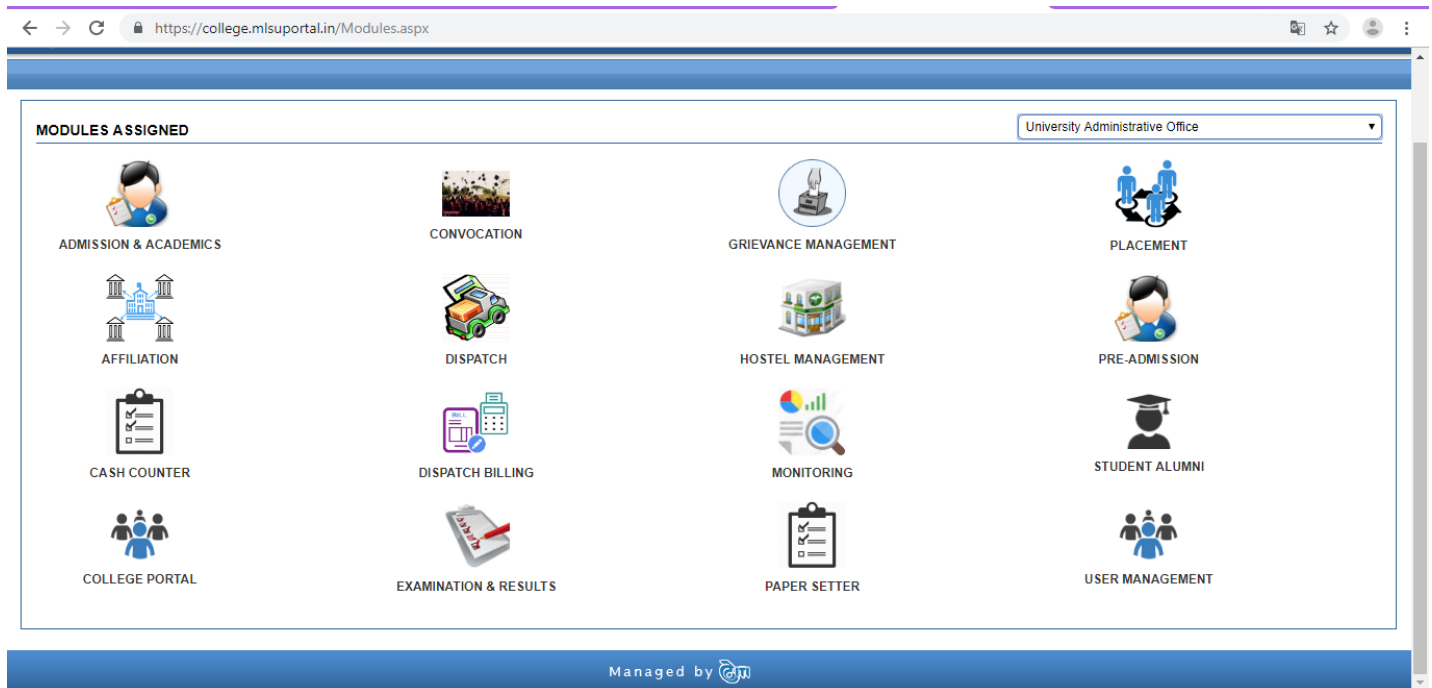 https://college.mlsuportal.in/Modules.aspx
MODULES ASSIGNED
University Administrative Office
ADMISSION & ACADEMICS
CONVOCATION
GRIEVANCE MANAGEMENT
PLACEMENT
AFFILIATION
DISPATCH
HOSTEL MANAGEMENT
PRE-ADMISSION
CASH COUNTER
BILL
DISPATCH BILLING
MONITORING
STUDENT ALUMNI
COLLEGE PORTAL
EXAMINATION & RESULTS
PAPER SETTER
USER MANAGEMENT
Managed by